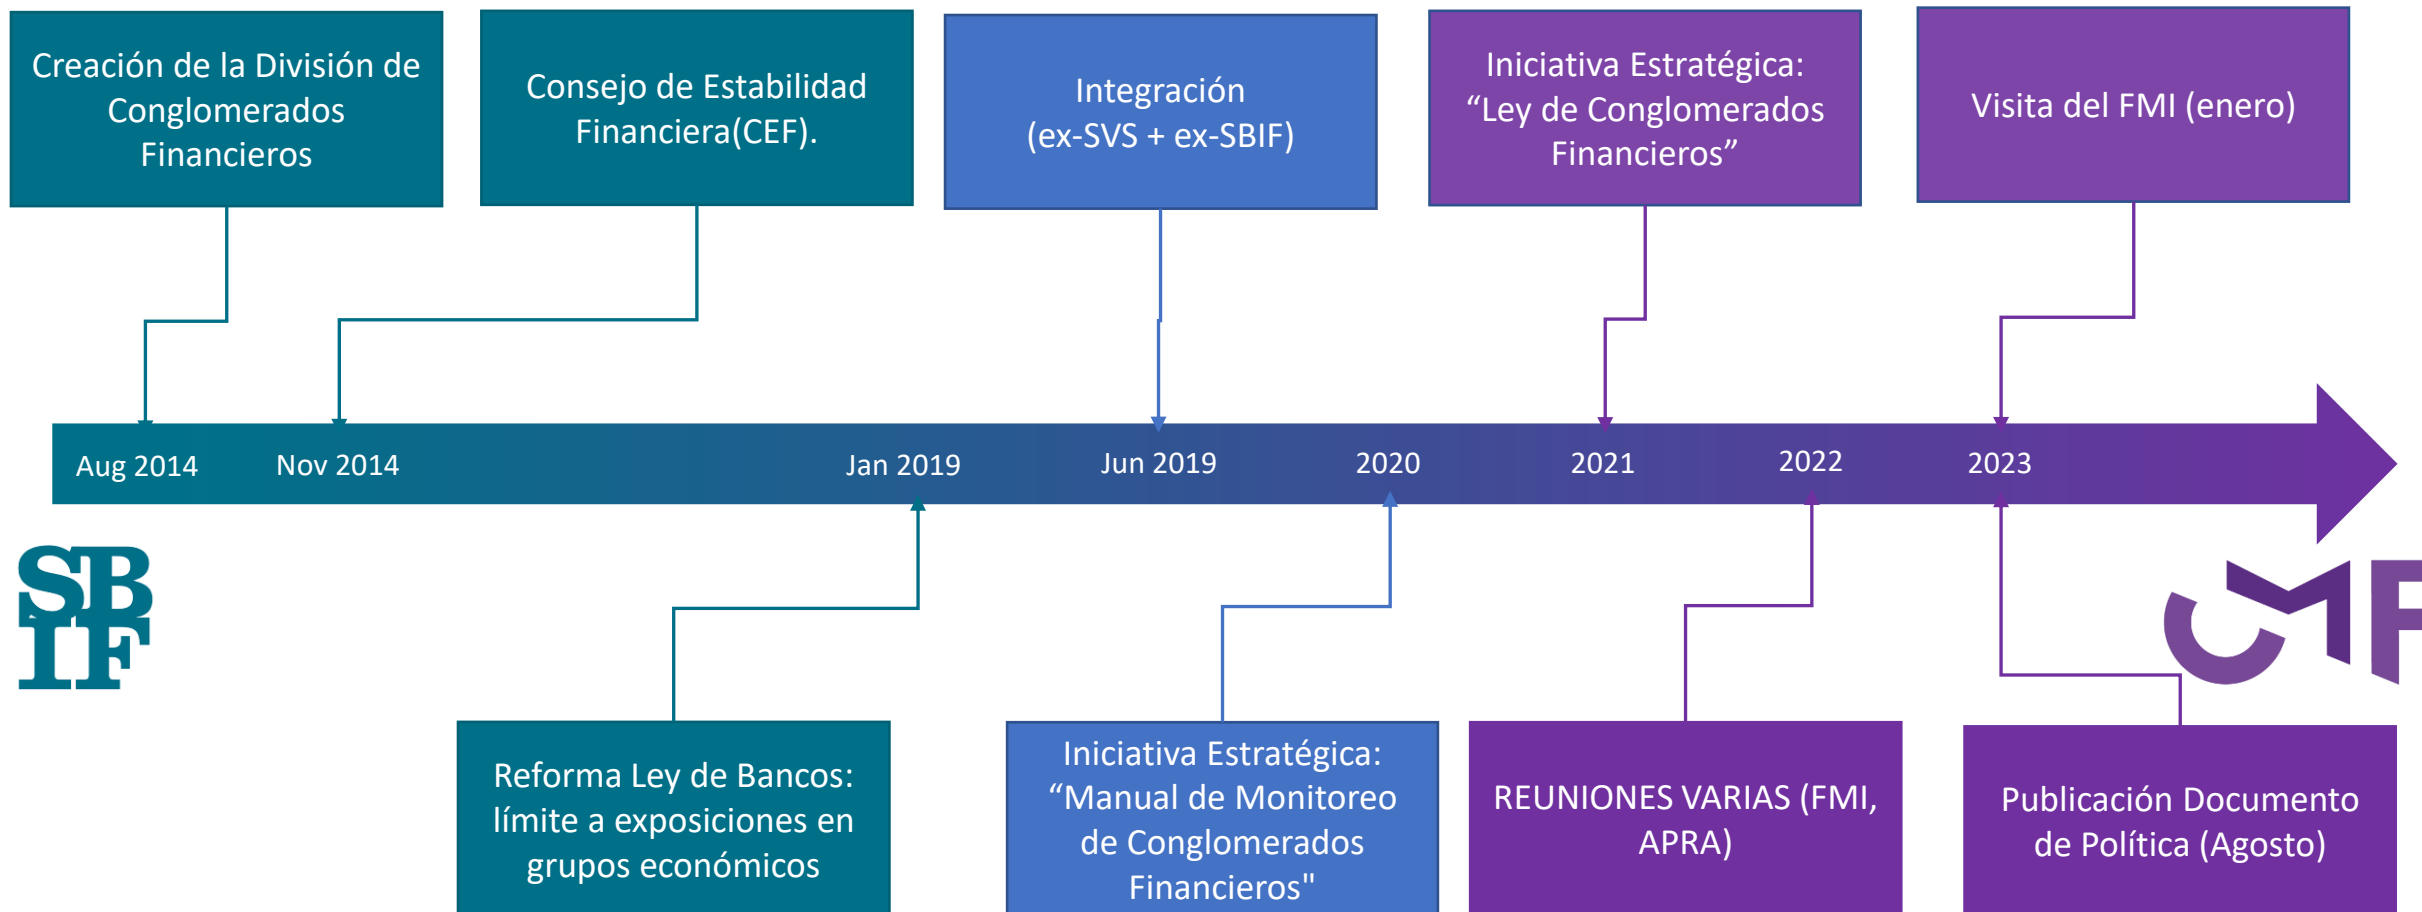 Creación de la División de
Conglomerados
Financieros
Consejo de Estabilidad
Financiera(CEF).
Integración
(ex-SVS + ex-SBIF)
Iniciativa Estratégica:
“Ley de Conglomerados
Financieros”
Visita del FMI (enero)
Aug 2014
Nov 2014
Jan 2019
Jun 2019
2020
2021
2022
2023
SB
IF
CMF
Reforma Ley de Bancos:
límite a exposiciones en
grupos económicos
Iniciativa Estratégica:
“Manual de Monitoreo
de Conglomerados
Financieros"
REUNIONES VARIAS (FMI,
APRA)
Publicación Documento
de Política (Agosto)